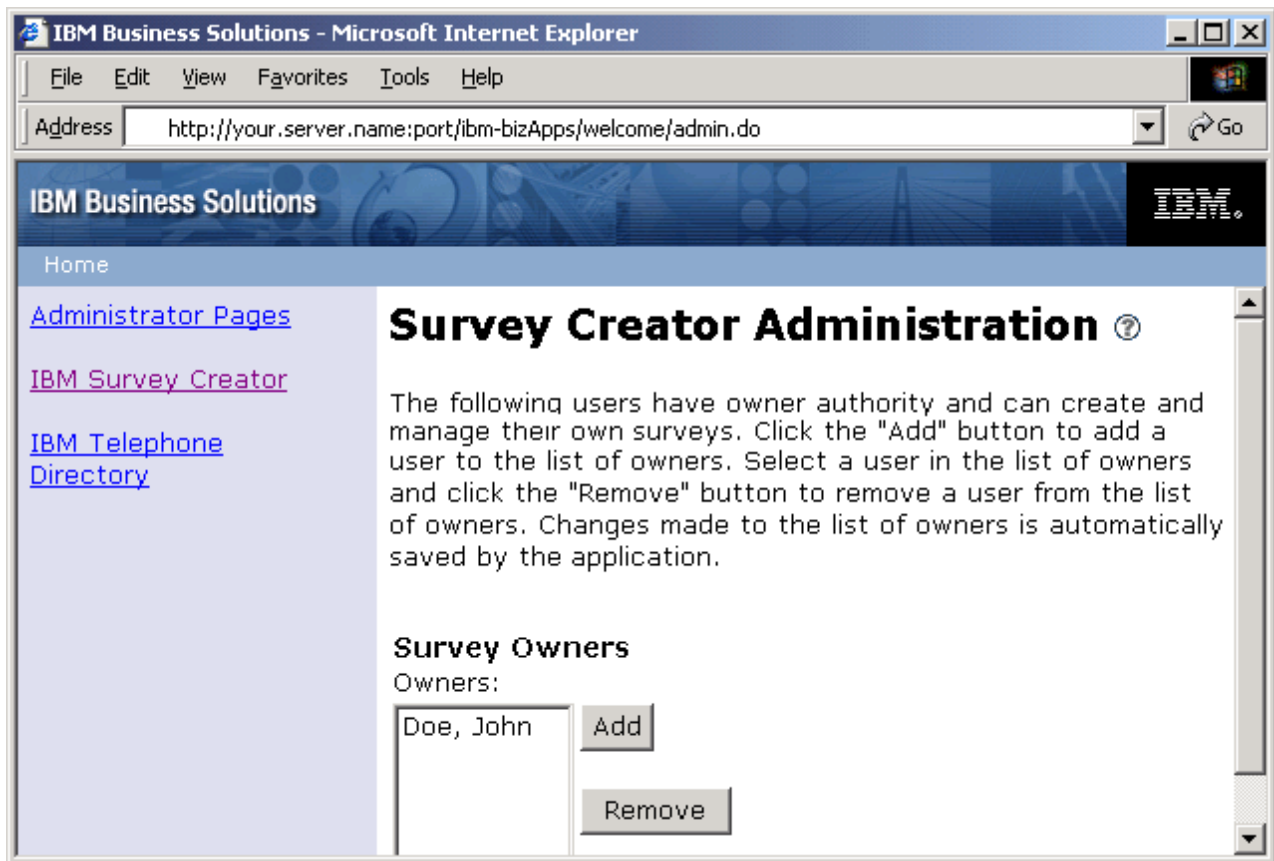 IBM Business Solutions - Microsoft Internet Explorer
File Edit View Favorites Tools Help
Address http://your.server.name:port/ibm-bizApps/welcome/admin.do Go
IBM Business Solutions IBM.
Home
Administrator Pages
IBM Survey Creator
IBM Telephone
Directory
Survey Creator Administration ?
The following users have owner authority and can create and
manage their own surveys. Click the "Add" button to add a
user to the list of owners. Select a user in the list of owners
and click the "Remove" button to remove a user from the list
of owners. Changes made to the list of owners is automatically
saved by the application.
Survey Owners
Owners:
Doe, John Add
Remove